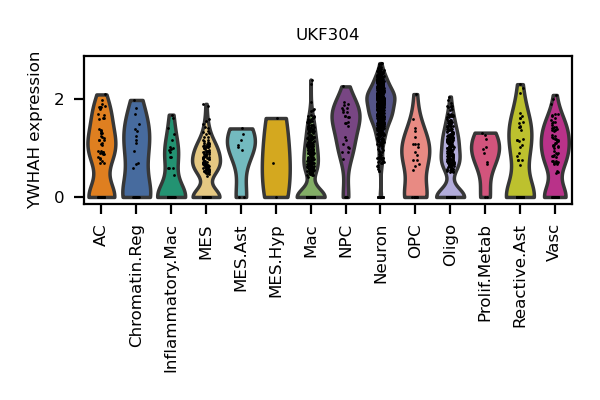 UKF304
YWHAH expression
2
0
AC
Chromatin.Reg
Inflammatory.Mac
MES
MES.Ast
MES.Hyp
Mac
NPC
Neuron
OPC
Oligo
Prolif.Metab
Reactive.Ast
Vasc